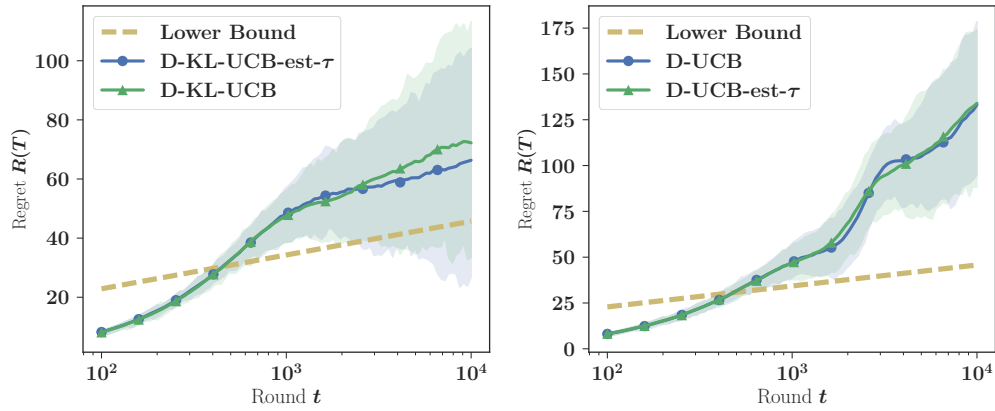 Lower Bound
D-KL-UCB-est-τ
D-KL-UCB
Regret R(T)
100
80
60
40
20
10²
10³
10⁴
Round t
Lower Bound
D-UCB
D-UCB-est-τ
Regret R(T)
175
150
125
100
75
50
25
0
10²
10³
10⁴
Round t